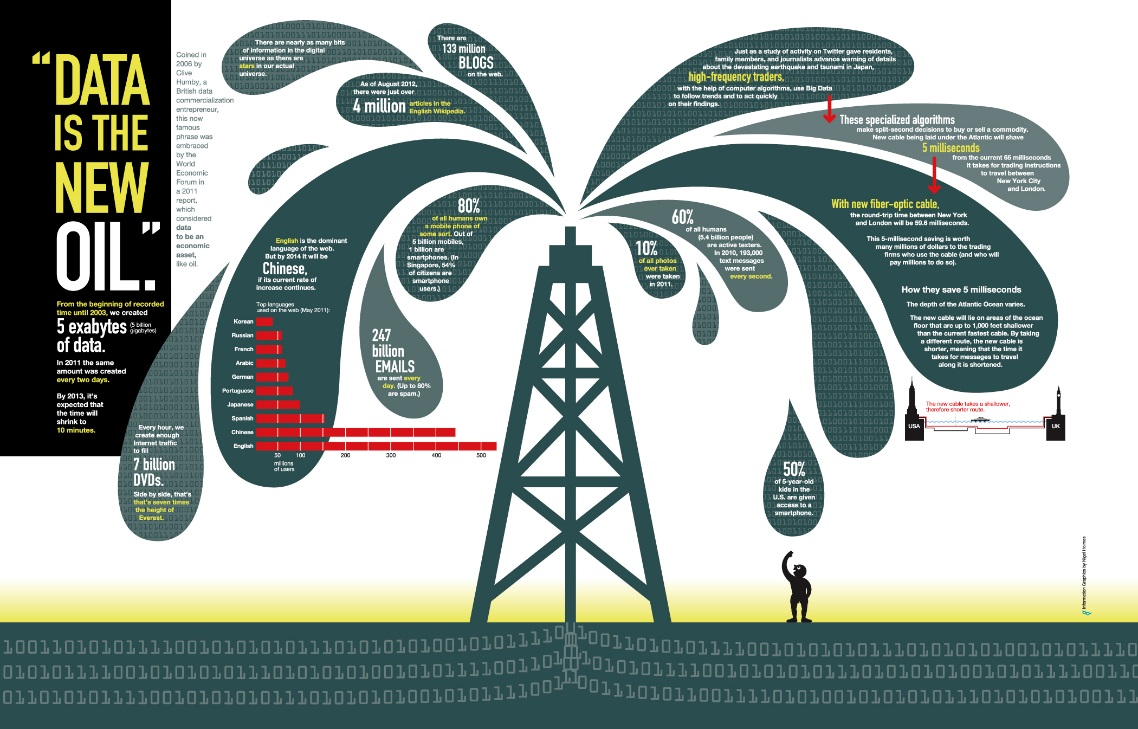 “DATA
IS THE
NEW
OIL.”
Coined in
2006 by
Clive
Humby, a
British data
commercialization
entrepreneur,
this now
famous
phrase was
embraced
by the
World
Economic
Forum in
a 2011
report,
which
considered
data
to be an
economic
asset,
like oil.
From the beginning of recorded
time until 2003, we created
5 exabytes (5 billion
gigabytes)
of data.
In 2011 the same
amount was created
every two days.
By 2013, it's
expected that
the time will
shrink to
10 minutes.
Every hour, we
create enough
Internet traffic
to fill
7 billion
DVDs.
Side by side, that's
that's seven times
the height of
Everest.
There are nearly as many bits
of information in the digital
universe as there are
stars in our actual
universe.
As of August 2012,
there were just over
4 million articles in the
English Wikipedia.
There are
133 million
BLOGS
on the web.
English is the dominant
language of the web.
But by 2014 it will be
Chinese,
if its current rate of
increase continues.
Top languages
used on the web (May 2011):
Korean
Russian
French
Arabic
German
Portuguese
Japanese
Spanish
Chinese
English
50 100 200 300 400 500
millions
of users
80%
of all humans own
a mobile phone of
some sort. Out of
5 billion mobiles,
1 billion are
smartphones. (In
Singapore, 54%
of citizens are
smartphone
users.)
247
billion
EMAILS
are sent every
day. (Up to 80%
are spam.)
10%
of all photos
ever taken
were taken
in 2011.
60%
of all humans
(5.4 billion people)
are active texters.
In 2010, 193,000
text messages
were sent
every second.
50%
of 5-year-old
kids in the
U.S. are given
access to a
smartphone.
Just as a study of activity on Twitter gave residents,
family members, and journalists advance warning of details
about the devastating earthquake and tsunami in Japan,
high-frequency traders,
with the help of computer algorithms, use Big Data
to follow trends and to act quickly
on their findings.
These specialized algorithms
make split-second decisions to buy or sell a commodity.
New cable being laid under the Atlantic will shave
5 milliseconds
from the current 65 milliseconds
it takes for trading instructions
to travel between
New York City
and London.
With new fiber-optic cable,
the round-trip time between New York
and London will be 59.6 milliseconds.
This 5-millisecond saving is worth
many millions of dollars to the trading
firms who use the cable (and who will
pay millions to do so).
How they save 5 milliseconds
The depth of the Atlantic Ocean varies.
The new cable will lie on areas of the ocean
floor that are up to 1,000 feet shallower
than the current fastest cable. By taking
a different route, the new cable is
shorter, meaning that the time it
takes for messages to travel
along it is shortened.
The new cable takes a shallower,
therefore shorter route.
USA
UK
Information Graphics by Nigel Holmes